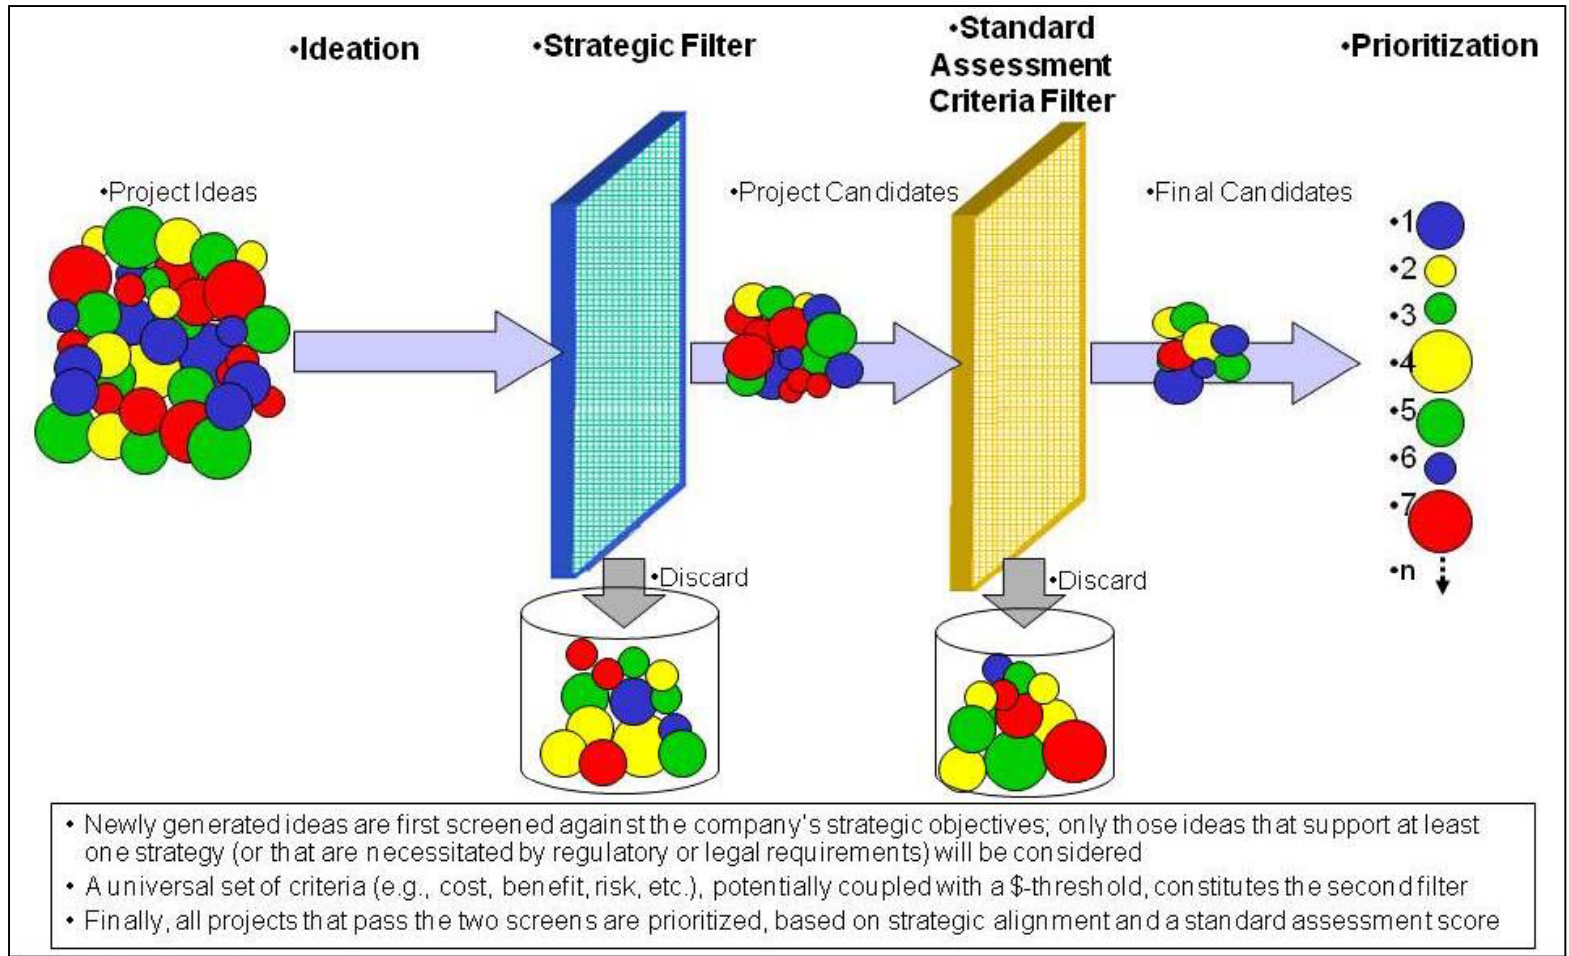 •Ideation
•Strategic Filter
•Standard
Assessment
Criteria Filter
•Prioritization
•Project Ideas
•Project Candidates
•Final Candidates
•1
•2
•3
•4
•5
•6
•7
•n
•Discard
•Discard
• Newly generated ideas are first screened against the company's strategic objectives; only those ideas that support at least
one strategy (or that are necessitated by regulatory or legal requirements) will be considered
• A universal set of criteria (e.g., cost, benefit, risk, etc.), potentially coupled with a $-threshold, constitutes the second filter
• Finally, all projects that pass the two screens are prioritized, based on strategic alignment and a standard assessment score